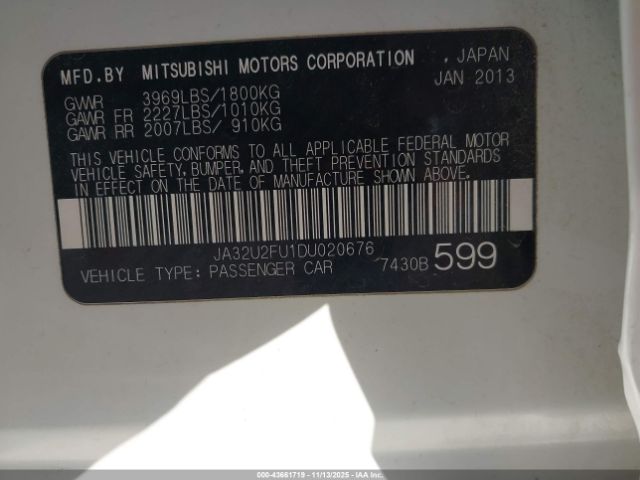 MFD.BY MITSUBISHI MOTORS CORPORATION , JAPAN
JAN 2013
GVWR 3969LBS/1800KG
GAWR FR 2227LBS/1010KG
GAWR RR 2007LBS/ 910KG
THIS VEHICLE CONFORMS TO ALL APPLICABLE FEDERAL MOTOR
VEHICLE SAFETY, BUMPER, AND THEFT PREVENTION STANDARDS
IN EFFECT ON THE DATE OF MANUFACTURE SHOWN ABOVE.
JA32U2FU1DU020676
VEHICLE TYPE: PASSENGER CAR 7430B 599
000-43661719 - 11/13/2025 - IAAI.com